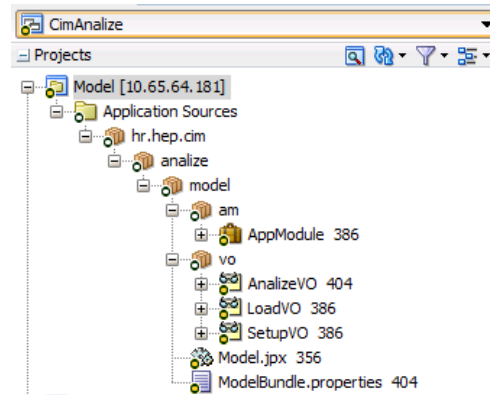 CimAnalize
Projects
Model [10.65.64.181]
Application Sources
hr.hep.cim
analize
model
am
AppModule 386
vo
AnalizeVO 404
LoadVO 386
SetupVO 386
Model.jpx 356
ModelBundle.properties 404